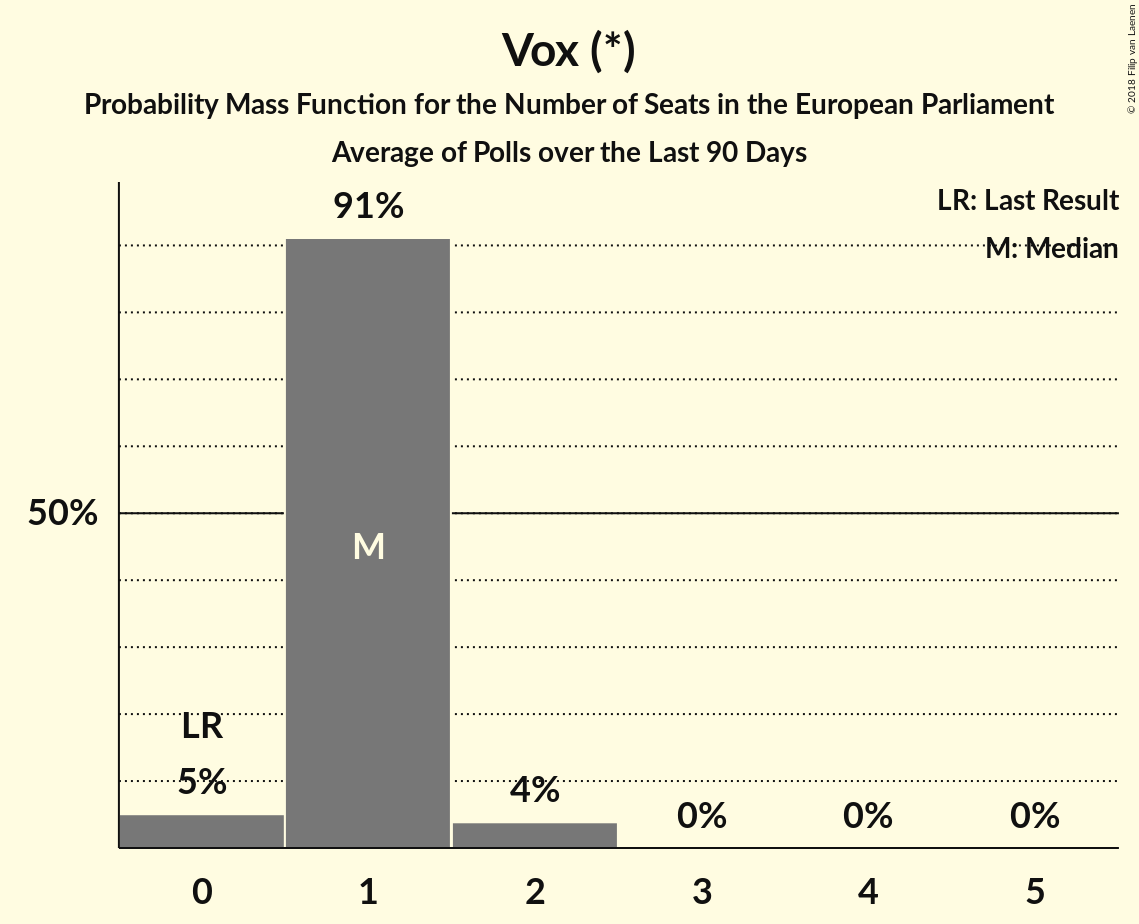 Vox (*)
Probability Mass Function for the Number of Seats in the European Parliament
Average of Polls over the Last 90 Days
© 2018 Filip van Laenen
LR: Last Result
M: Median
91%
50%
M
LR
5%
4%
0%
0%
0%
0
1
2
3
4
5